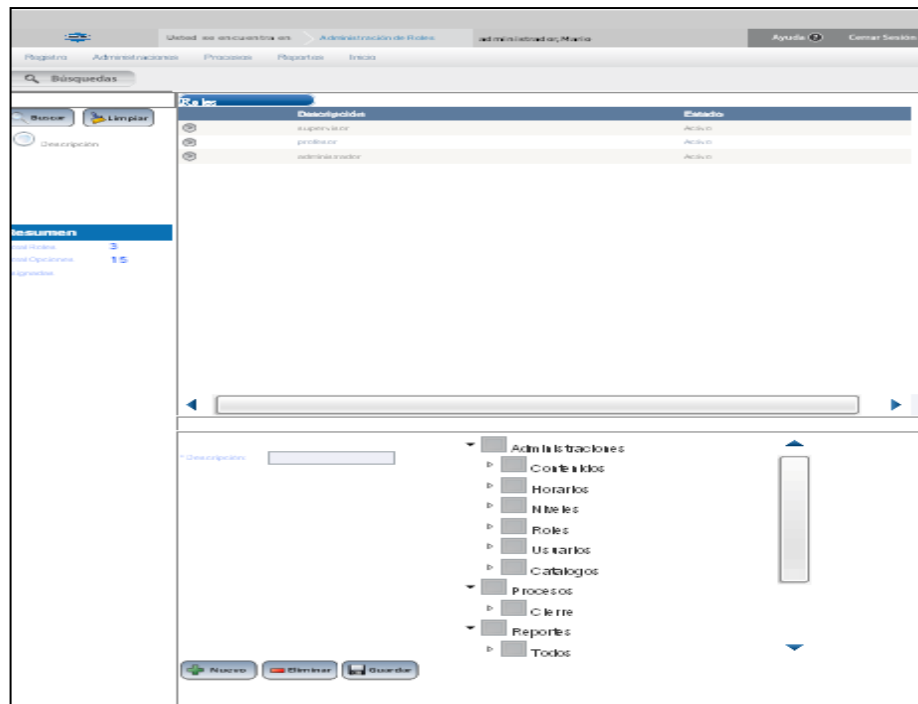 Usted se encuentra en Administración de Roles administrador, Mario Ayuda Cerrar Sesión
Registro Administraciones Procesos Reportes Inicio
Búsquedas
Buscar Limpiar
Descripción
Resumen
Roles 3
Opciones 15
Roles
Descripción Estado
supervisor Activo
profesor Activo
administrador Activo
* Descripción:
Administraciones
Contenidos
Horarios
Niveles
Roles
Usuarios
Catalogos
Procesos
Cierre
Reportes
Todos
Nuevo Eliminar Guardar